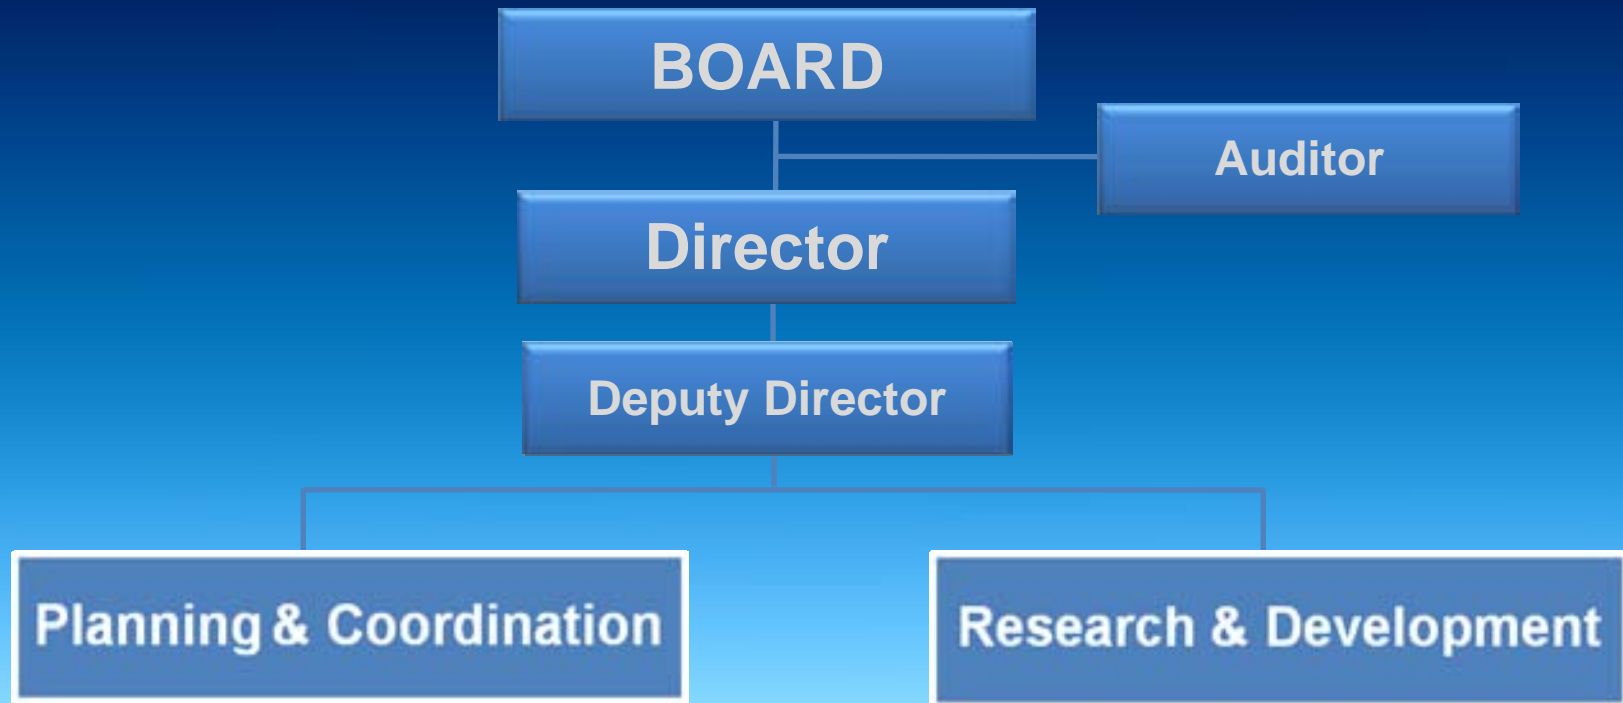 BOARD
Auditor
Director
Deputy Director
Planning & Coordination
Research & Development